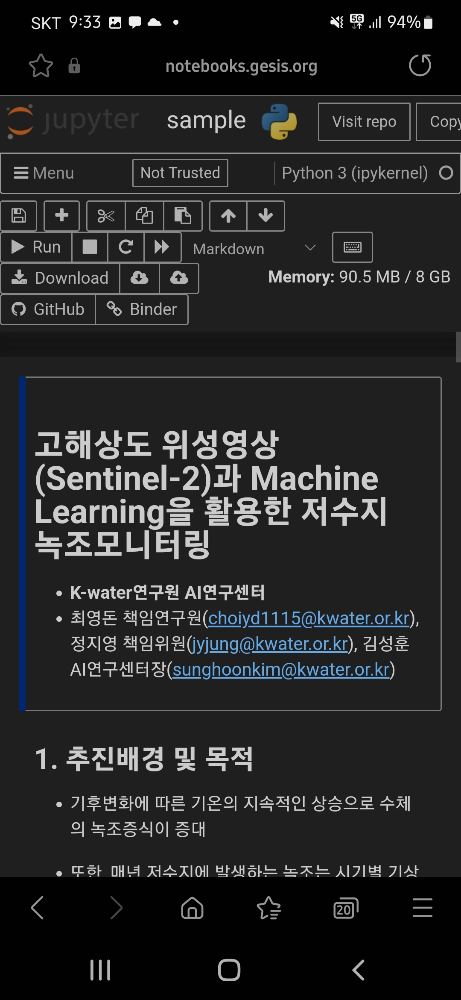 SKT 9:33 5G 94%
notebooks.gesis.org
jupyter sample Visit repo Copy
Menu Not Trusted Python 3 (ipykernel)
Run Markdown
Download Memory: 90.5 MB / 8 GB
GitHub Binder
고해상도 위성영상
(Sentinel-2)과 Machine
Learning을 활용한 저수지
녹조모니터링
K-water연구원 AI연구센터
최영돈 책임연구원(choiyd1115@kwater.or.kr),
정지영 책임위원(jyjung@kwater.or.kr), 김성훈
AI연구센터장(sunghoonkim@kwater.or.kr)
1. 추진배경 및 목적
기후변화에 따른 기온의 지속적인 상승으로 수체
의 녹조증식이 증대
또한 매년 저수지에 발생하는 녹조는 시기별 기상
20